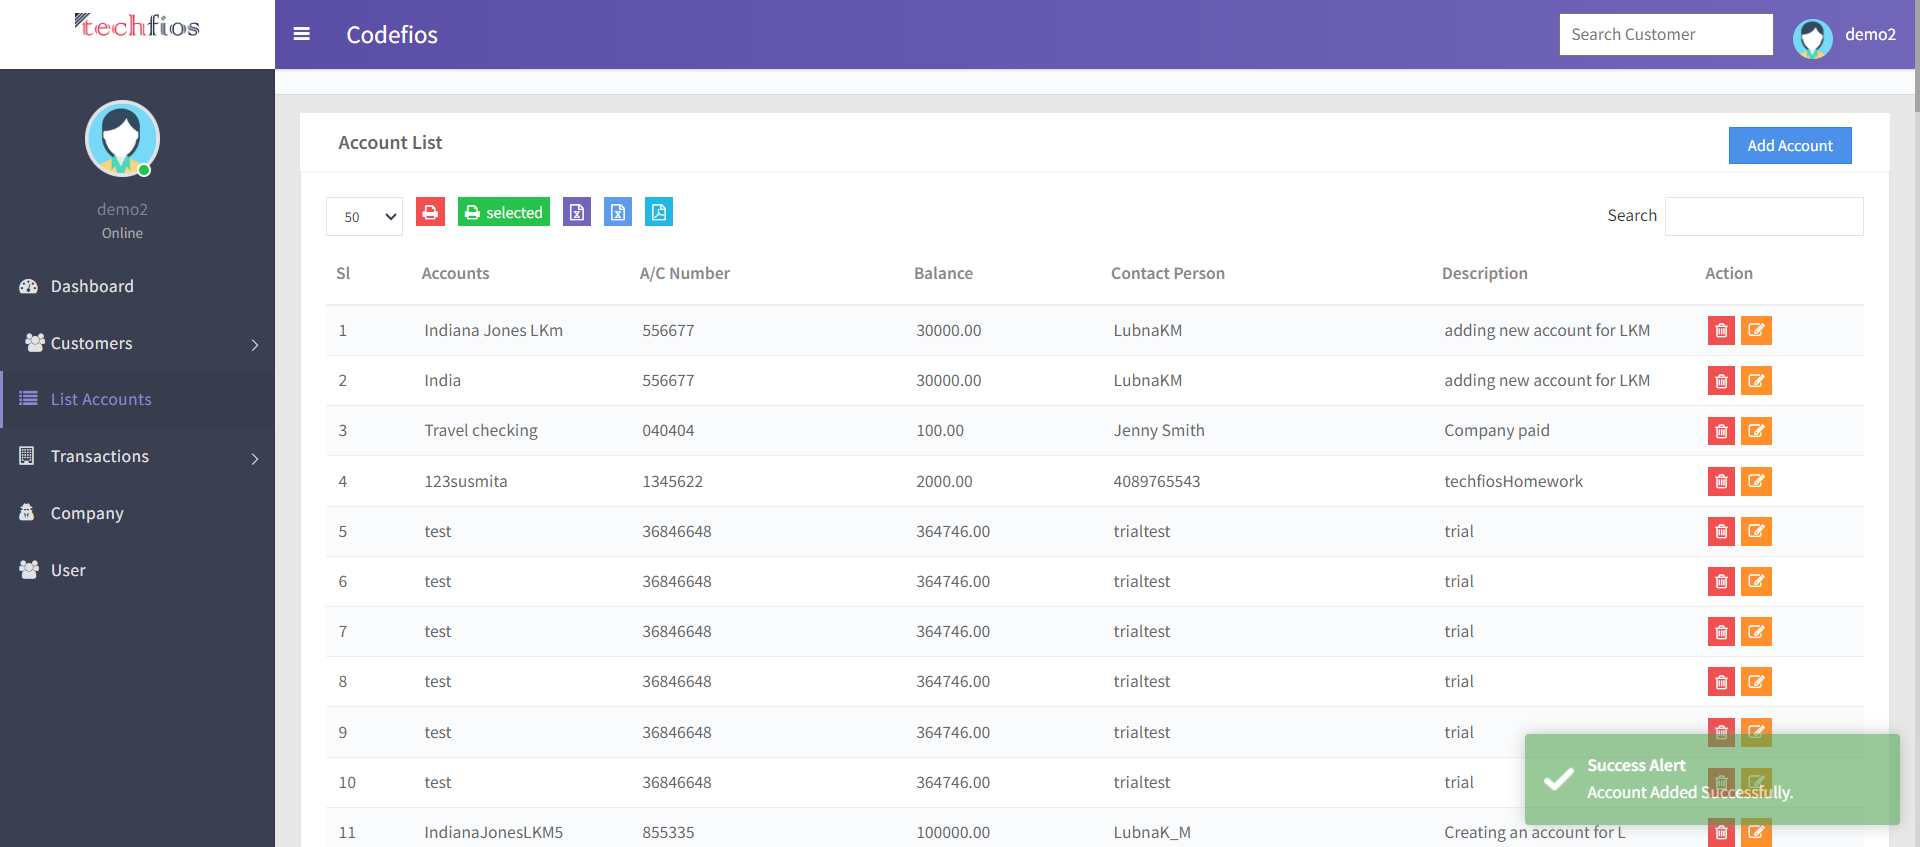 techfios
Codefios
Search Customer
demo2
demo2
Online
Dashboard
Customers
List Accounts
Transactions
Company
User
Account List
Add Account
50
selected
Search
Sl Accounts A/C Number Balance Contact Person Description Action
1 Indiana Jones LKm 556677 30000.00 LubnaKM adding new account for LKM
2 India 556677 30000.00 LubnaKM adding new account for LKM
3 Travel checking 040404 100.00 Jenny Smith Company paid
4 123susmita 1345622 2000.00 4089765543 techfiosHomework
5 test 36846648 364746.00 trialtest trial
6 test 36846648 364746.00 trialtest trial
7 test 36846648 364746.00 trialtest trial
8 test 36846648 364746.00 trialtest trial
9 test 36846648 364746.00 trialtest trial
10 test 36846648 364746.00 trialtest trial
11 IndianaJonesLKM5 855335 100000.00 LubnaK_M Creating an account for L
Success Alert
Account Added Successfully.